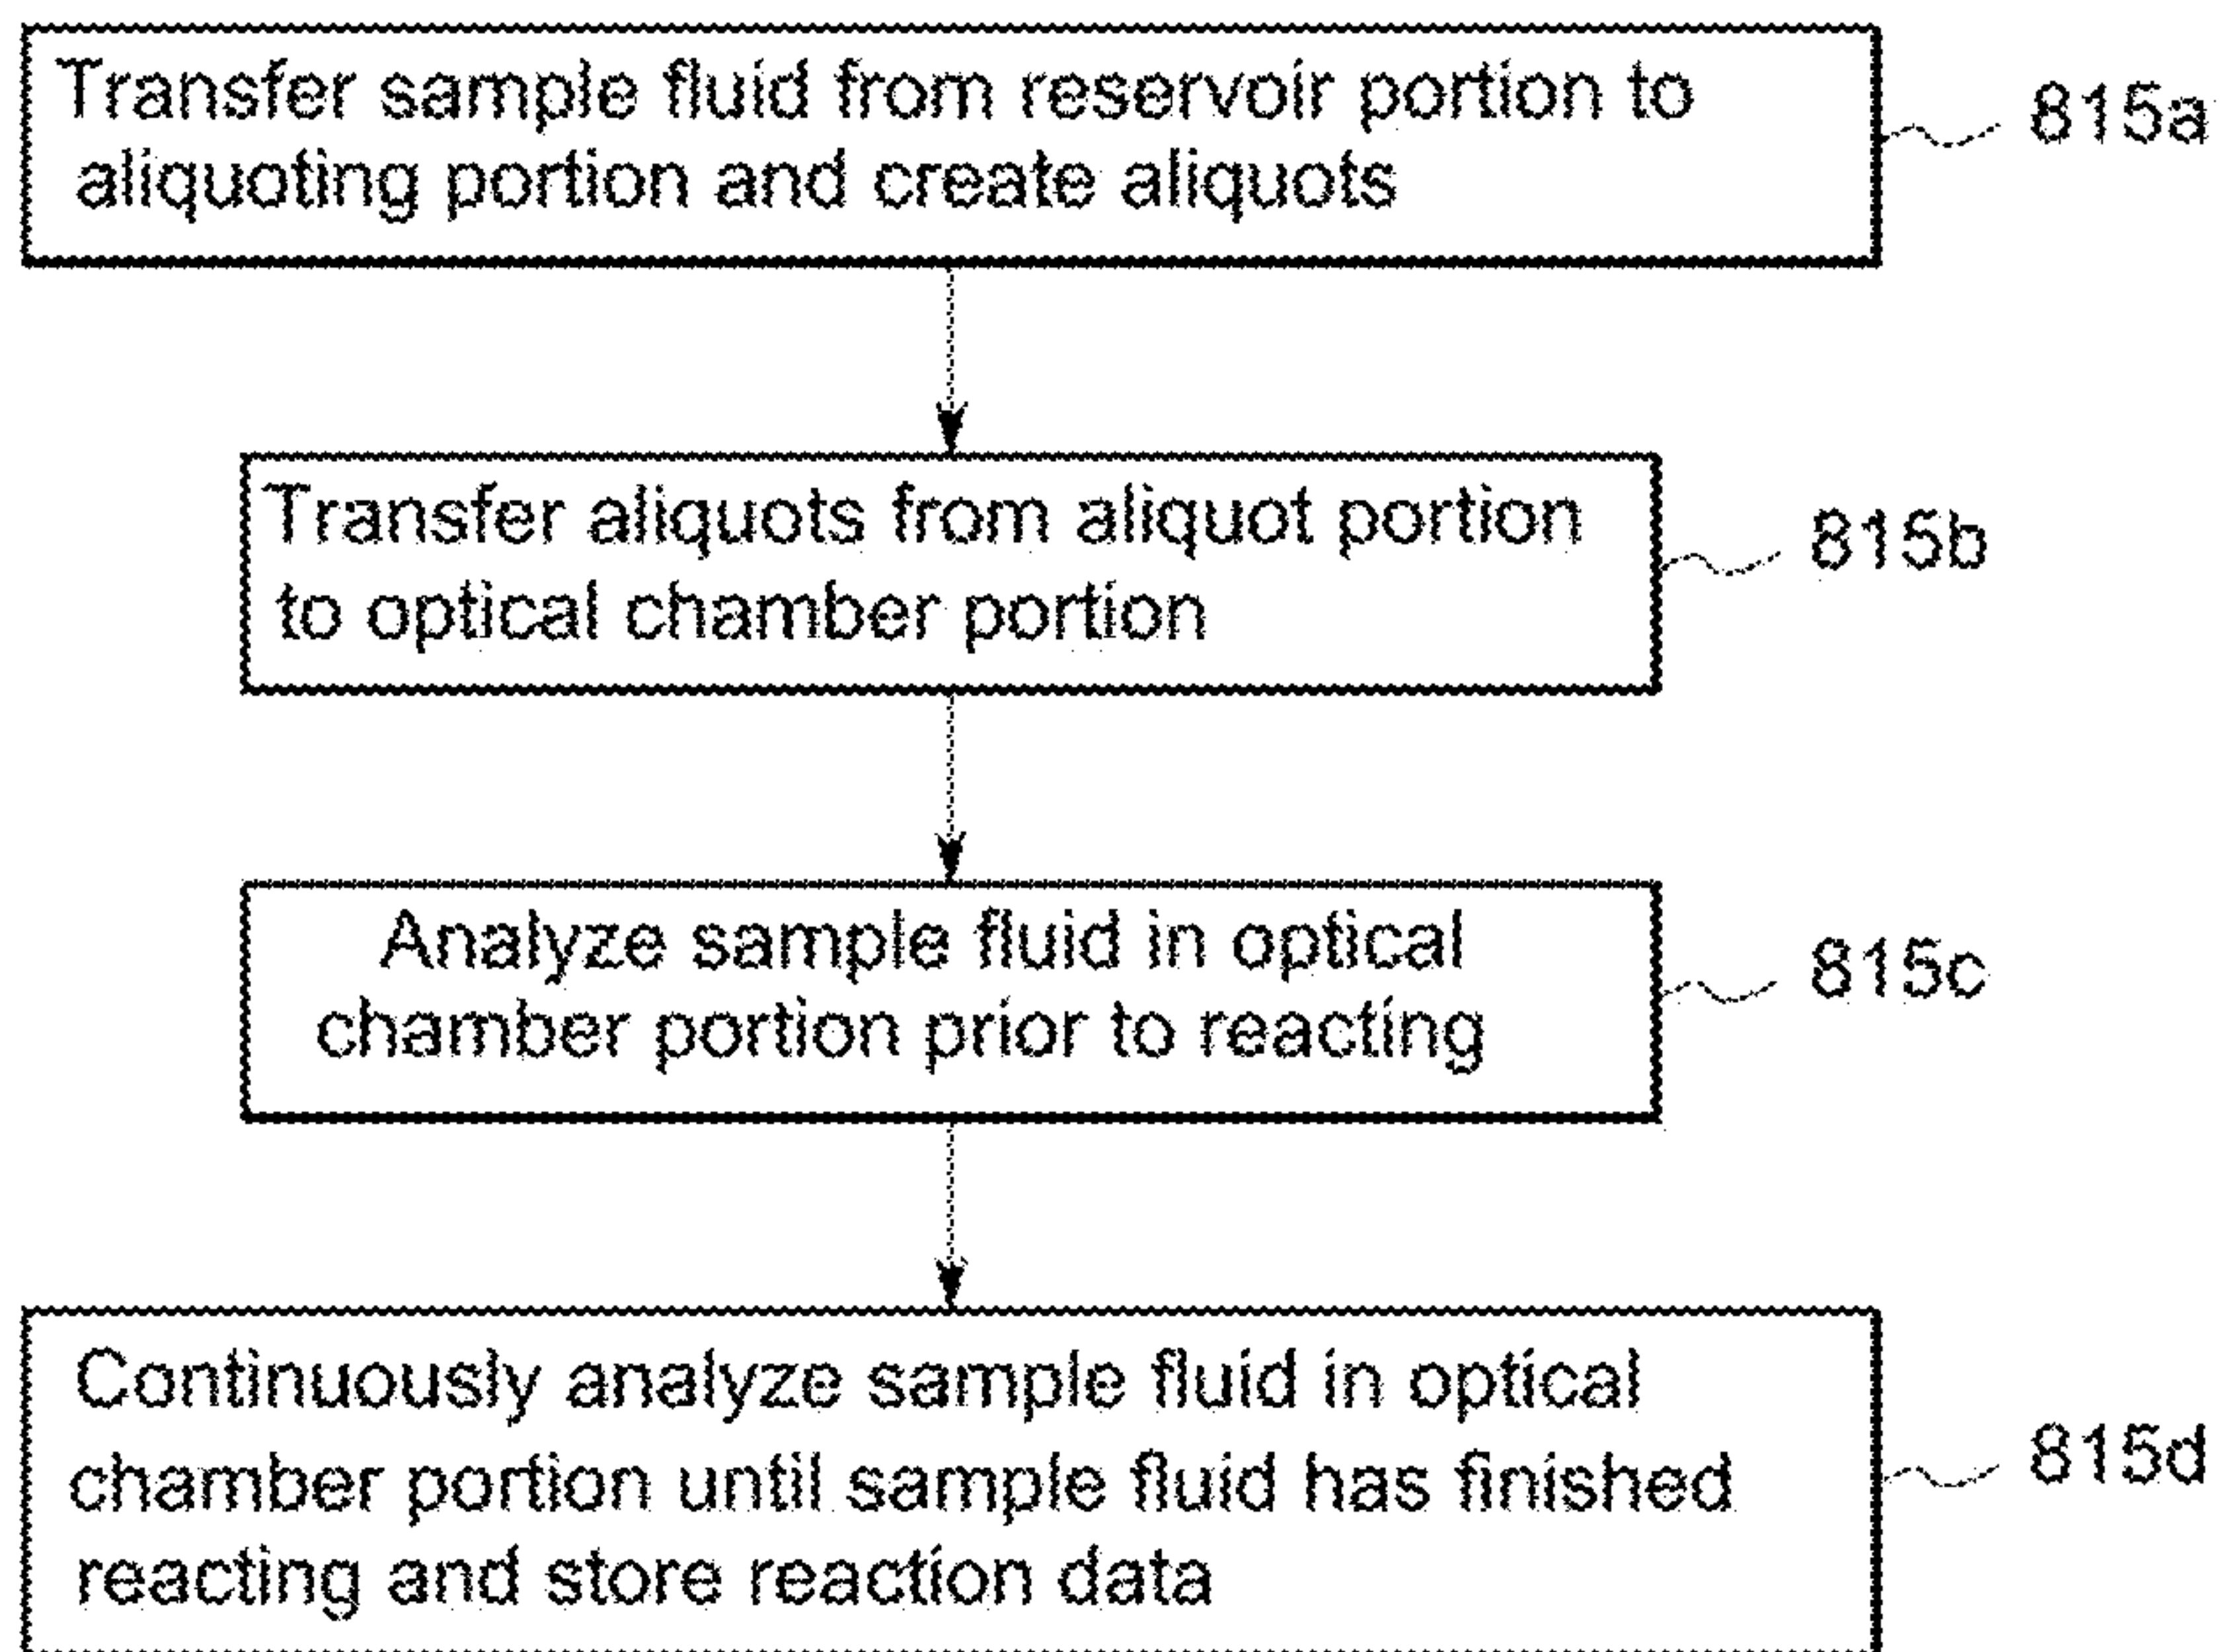 Transfer sample fluid from reservoir portion to
aliquoting portion and create aliquots
815a
Transfer aliquots from aliquot portion
to optical chamber portion
815b
Analyze sample fluid in optical
chamber portion prior to reacting
815c
Continuously analyze sample fluid in optical
chamber portion until sample fluid has finished
reacting and store reaction data
815d